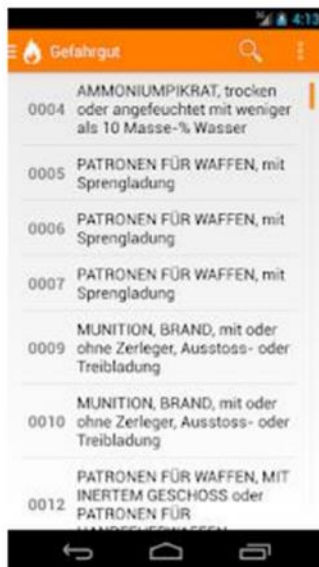 4:13
Gefahrgut
0004 AMMONIUMPIKRAT, trocken
oder angefeuchtet mit weniger
als 10 Masse-% Wasser
0005 PATRONEN FÜR WAFFEN, mit
Sprengladung
0006 PATRONEN FÜR WAFFEN, mit
Sprengladung
0007 PATRONEN FÜR WAFFEN, mit
Sprengladung
0009 MUNITION, BRAND, mit oder
ohne Zerleger, Ausstoss- oder
Treibladung
0010 MUNITION, BRAND, mit oder
ohne Zerleger, Ausstoss- oder
Treibladung
0012 PATRONEN FÜR WAFFEN, MIT
INERTEM GESCHOSS oder
PATRONEN FÜR